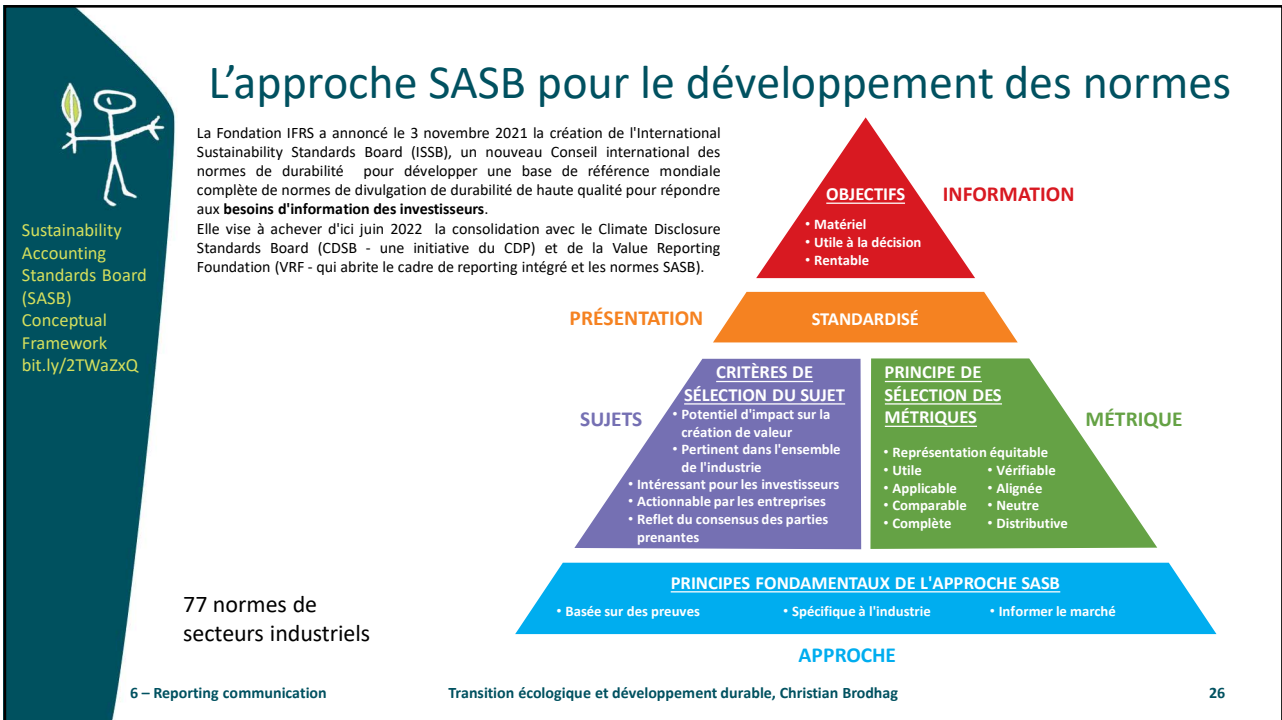 L'approche SASB pour le développement des normes
La Fondation IFRS a annoncé le 3 novembre 2021 la création de l'International
Sustainability Standards Board (ISSB), un nouveau Conseil international des
normes de durabilité pour développer une base de référence mondiale
complète de normes de divulgation de durabilité de haute qualité pour répondre
aux besoins d'information des investisseurs.
Elle vise à achever d'ici juin 2022 la consolidation avec le Climate Disclosure
Standards Board (CDSB - une initiative du CDP) et de la Value Reporting
Foundation (VRF - qui abrite le cadre de reporting intégré et les normes SASB).
Sustainability
Accounting
Standards Board
(SASB)
Conceptual
Framework
bit.ly/2TWaZxQ
OBJECTIFS
• Matériel
• Utile à la décision
• Rentable
INFORMATION
PRÉSENTATION
STANDARDISÉ
SUJETS
CRITÈRES DE
SÉLECTION DU SUJET
• Potentiel d'impact sur la
création de valeur
• Pertinent dans l'ensemble
de l'industrie
• Intéressant pour les investisseurs
• Actionnable par les entreprises
• Reflet du consensus des parties
prenantes
PRINCIPE DE
SÉLECTION DES
MÉTRIQUES
• Représentation équitable
• Utile • Vérifiable
• Applicable • Alignée
• Comparable • Neutre
• Complète • Distributive
MÉTRIQUE
PRINCIPES FONDAMENTAUX DE L'APPROCHE SASB
• Basée sur des preuves • Spécifique à l'industrie • Informer le marché
APPROCHE
77 normes de
secteurs industriels
6 – Reporting communication Transition écologique et développement durable, Christian Brodhag 26